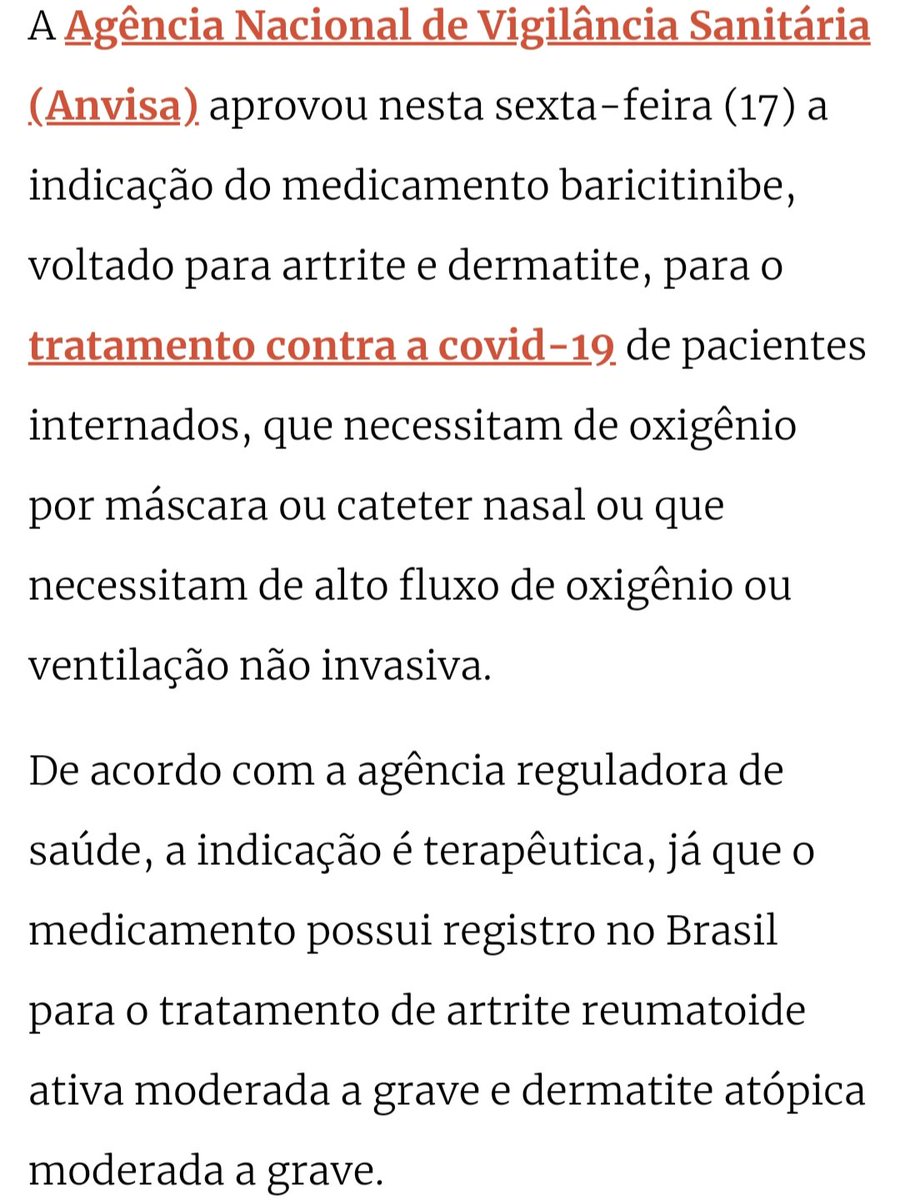 A Agência Nacional de Vigilância Sanitária
(Anvisa) aprovou nesta sexta-feira (17) a
indicação do medicamento baricitinibe,
voltado para artrite e dermatite, para o
tratamento contra a covid-19 de pacientes
internados, que necessitam de oxigênio
por máscara ou cateter nasal ou que
necessitam de alto fluxo de oxigênio ou
ventilação não invasiva.
De acordo com a agência reguladora de
saúde, a indicação é terapêutica, já que o
medicamento possui registro no Brasil
para o tratamento de artrite reumatoide
ativa moderada a grave e dermatite atópica
moderada a grave.